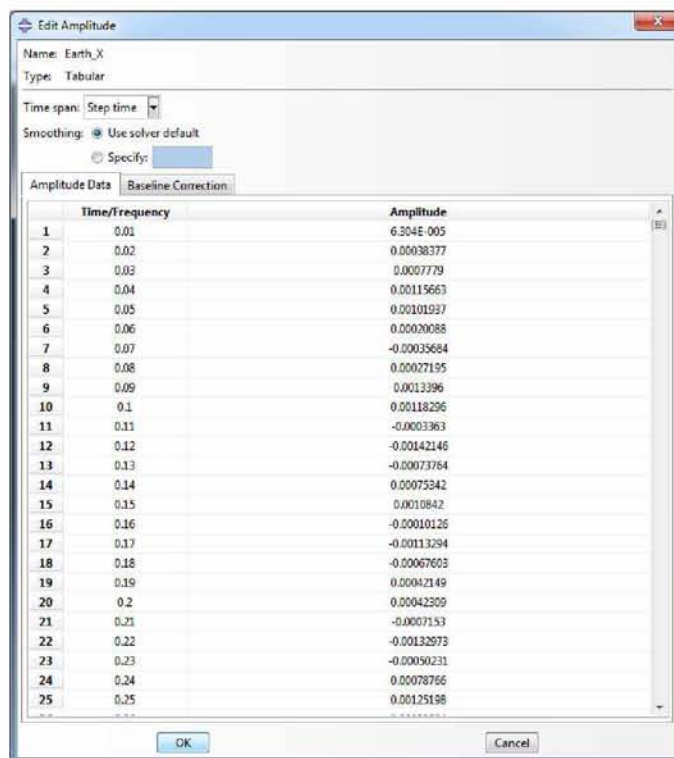 Edit Amplitude
x
Name: Earth_X
Type: Tabular
Time span: Step time
Smoothing: Use solver default
Specify:
Amplitude Data Baseline Correction
Time/Frequency Amplitude
1 0.01 6.304E-005
2 0.02 0.00038377
3 0.03 0.0007779
4 0.04 0.00115663
5 0.05 0.00101937
6 0.06 0.00020088
7 0.07 -0.00035684
8 0.08 0.00027195
9 0.09 0.0013396
10 0.1 0.00118296
11 0.11 -0.0003363
12 0.12 -0.00142146
13 0.13 -0.00073764
14 0.14 0.00075342
15 0.15 0.0010842
16 0.16 -0.00010126
17 0.17 -0.00113294
18 0.18 -0.00067603
19 0.19 0.00042149
20 0.2 0.00042309
21 0.21 -0.0007153
22 0.22 -0.00132973
23 0.23 -0.00050231
24 0.24 0.00078766
25 0.25 0.00125198
OK Cancel